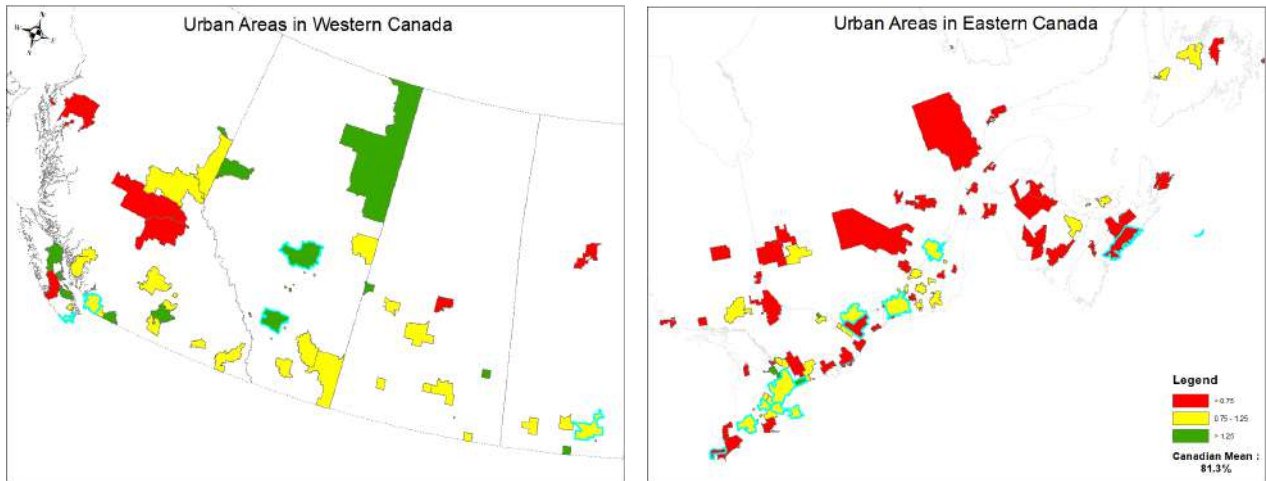 Urban Areas in Western Canada
N
W
E
S
Urban Areas in Eastern Canada
Legend
< 0.75
0.75 - 1.25
> 1.25
Canadian Mean :
81.3%